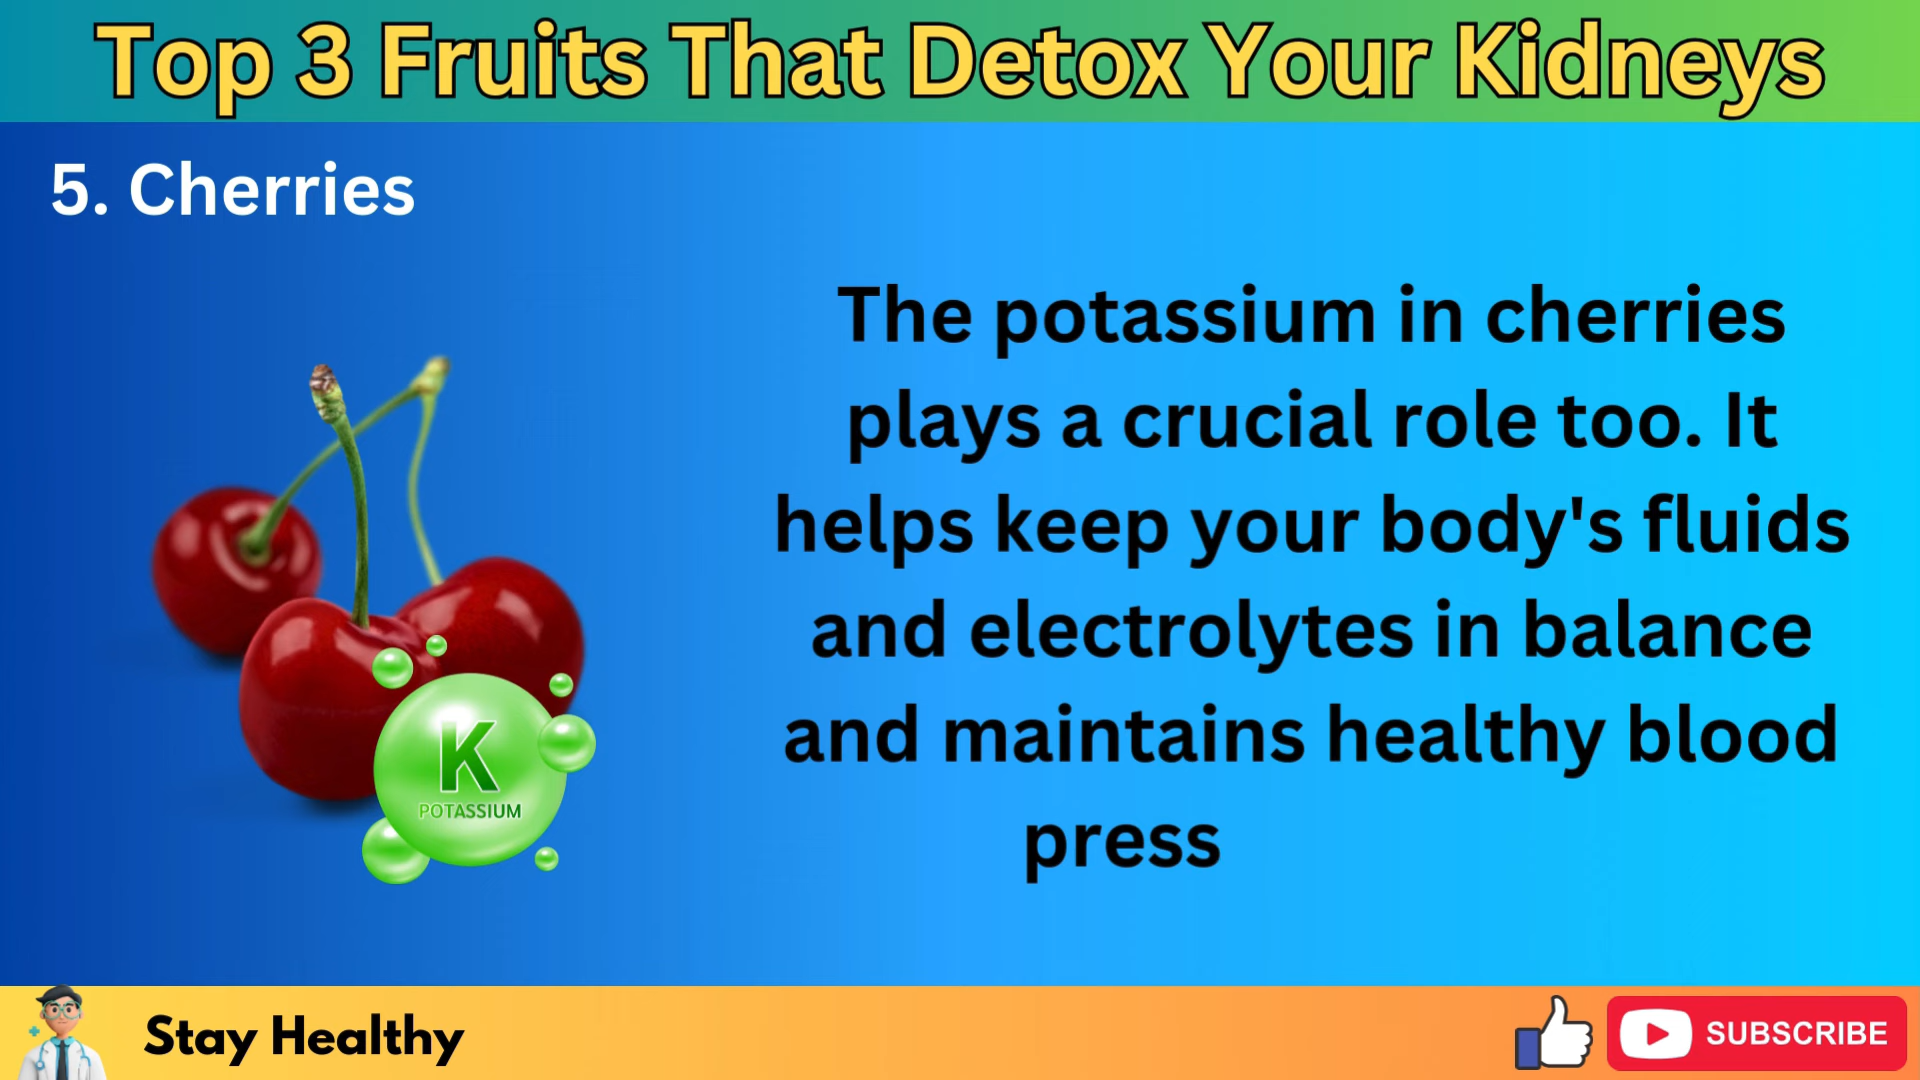 Top 3 Fruits That Detox Your Kidneys
5. Cherries
The potassium in cherries
plays a crucial role too. It
helps keep your body's fluids
and electrolytes in balance
and maintains healthy blood
press
K
POTASSIUM
Stay Healthy
SUBSCRIBE